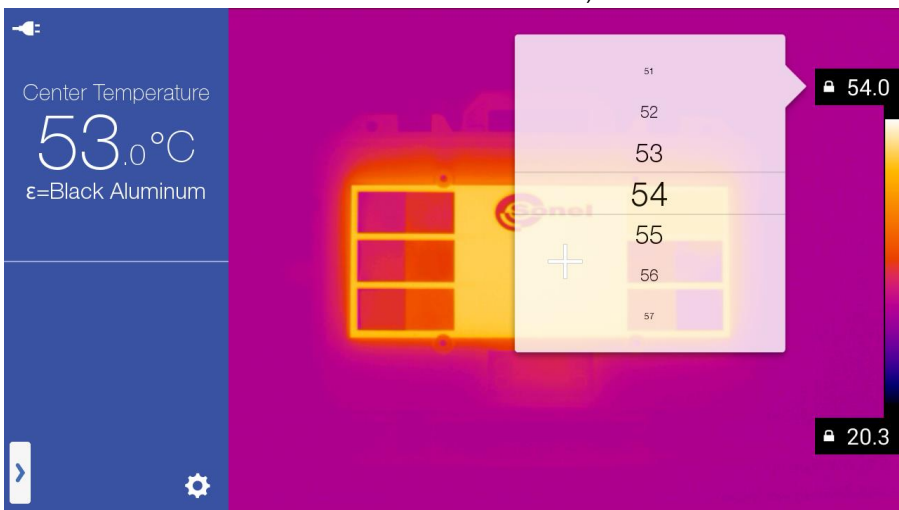 Center Temperature
53.0°C
ε=Black Aluminum
Sonel
51
52
53
54
55
56
57
54.0
20.3